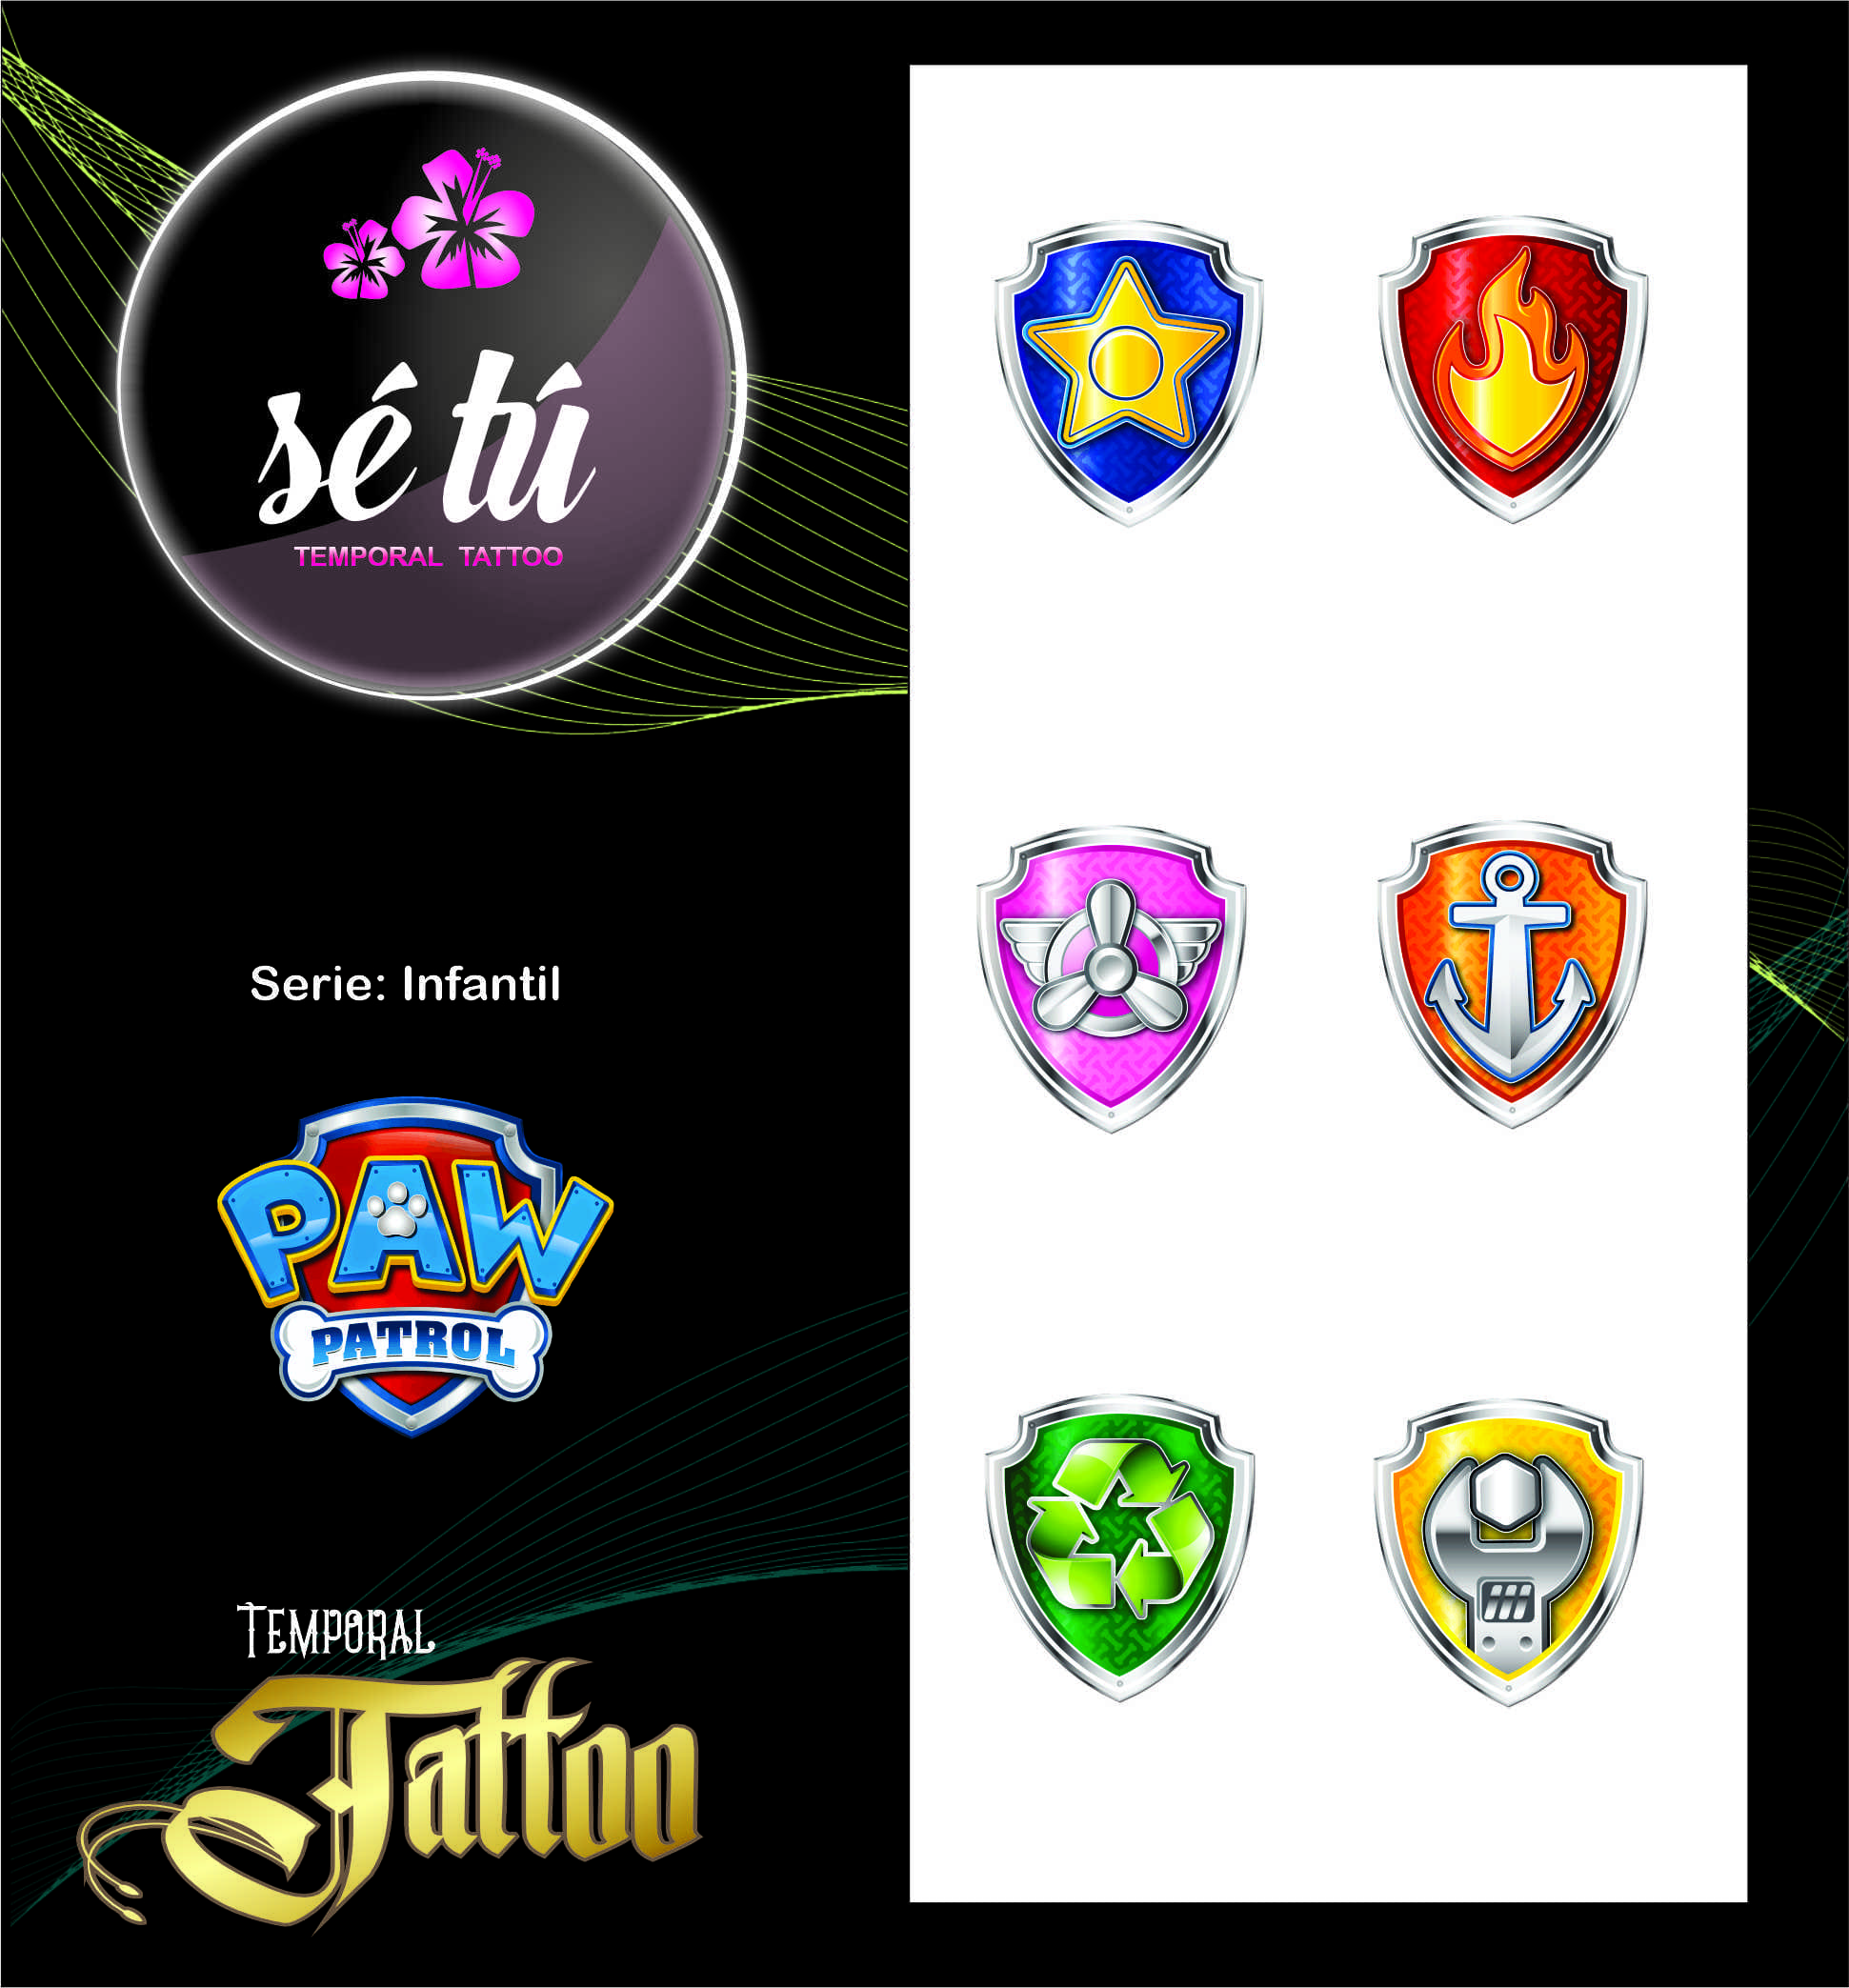 sé tú
TEMPORAL TATTOO
Serie: Infantil
PAW
PATROL
TEMPORAL
Tattoo